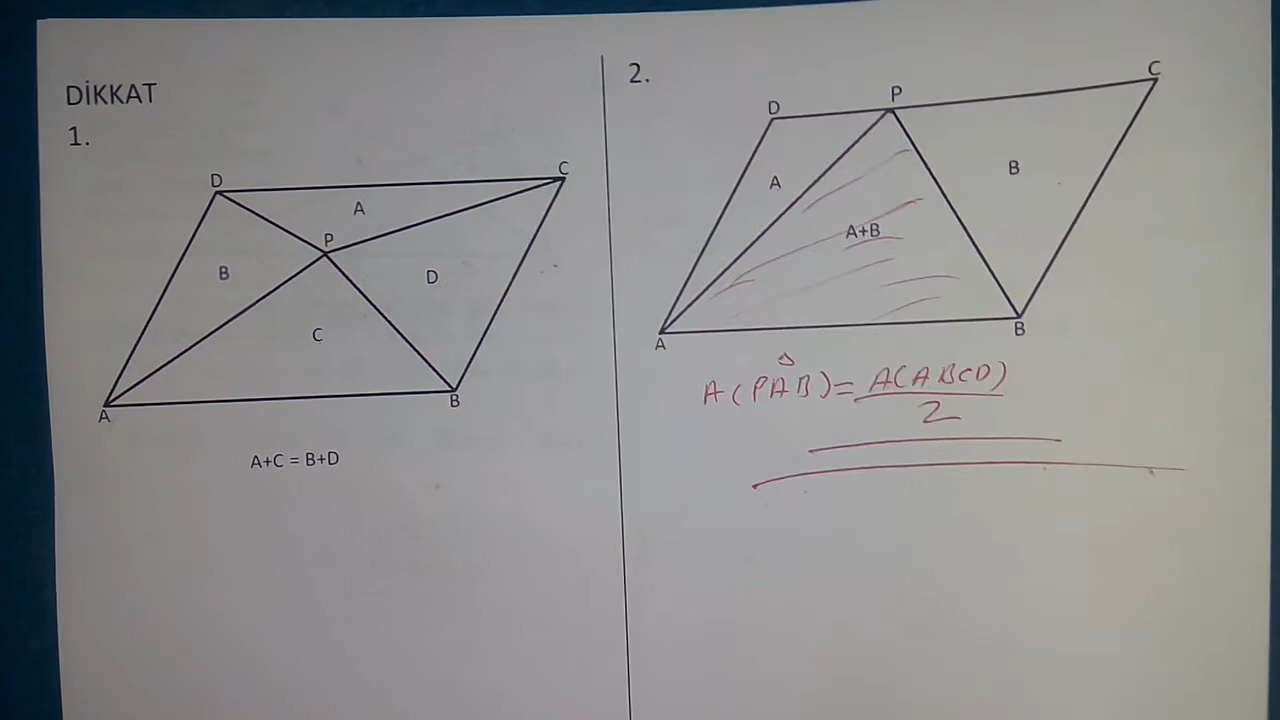 DİKKAT
1.
D
C
A
P
B
D
C
A
B
A+C = B+D
2.
C
P
D
B
A
A+B
A
B
A(PAB)=A(ABCD)
2